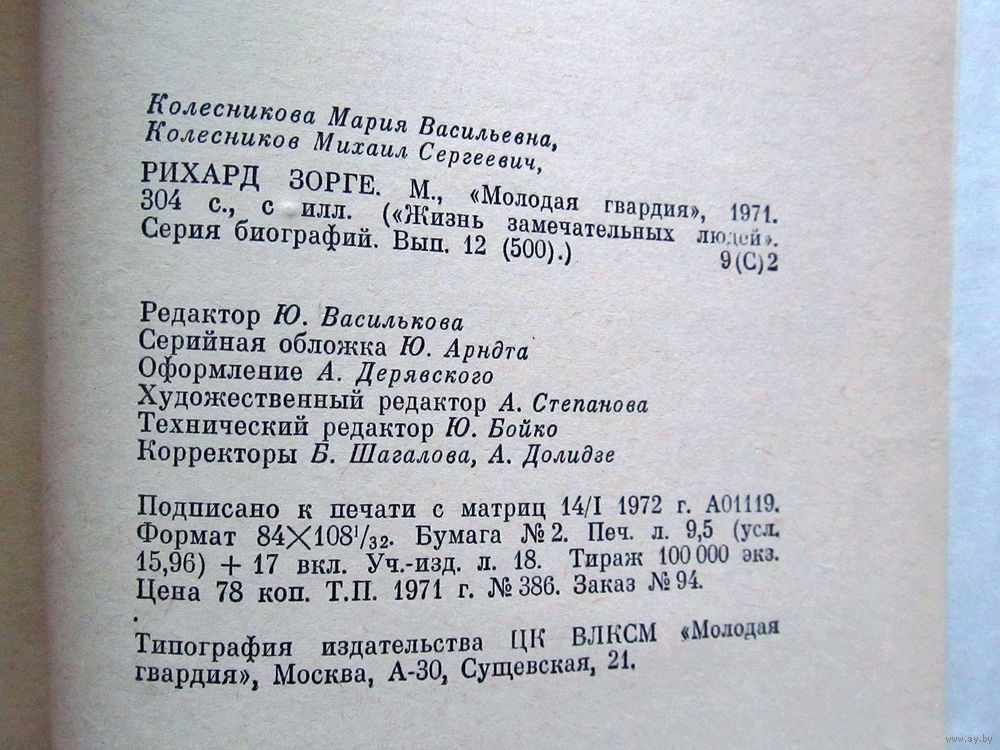 Колесникова Мария Васильевна,
Колесников Михаил Сергеевич,
РИХАРД ЗОРГЕ. М., «Молодая гвардия», 1971.
304 с., с илл. («Жизнь замечательных людей».
Серия биографий. Вып. 12 (500).)
9(С)2
Редактор Ю. Василькова
Серийная обложка Ю. Арндта
Оформление А. Дерявского
Художественный редактор А. Степанова
Технический редактор Ю. Бойко
Корректоры Б. Шагалова, А. Долидзе
Подписано к печати с матриц 14/I 1972 г. А01119.
Формат 84×108¹/₃₂. Бумага № 2. Печ. л. 9,5 (усл.
15,96) + 17 вкл. Уч.-изд. л. 18. Тираж 100 000 экз.
Цена 78 коп. Т.П. 1971 г. № 386. Заказ № 94.
Типография издательства ЦК ВЛКСМ «Молодая
гвардия», Москва, А-30, Сущевская, 21.
www.ay.by